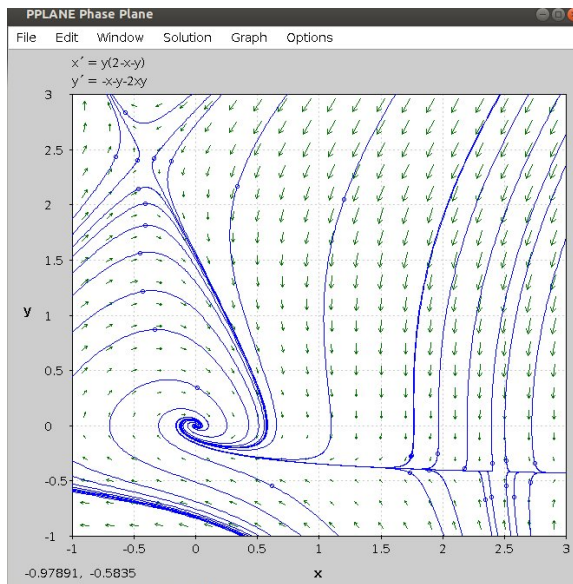 PPLANE Phase Plane
File Edit Window Solution Graph Options
x´ = y(2-x-y)
y´ = -x-y-2xy
3
2.5
2
1.5
1
y
0.5
0
-0.5
-1
-1 -0.5 0 0.5 1 1.5 2 2.5 3
-0.97891, -0.5835 x